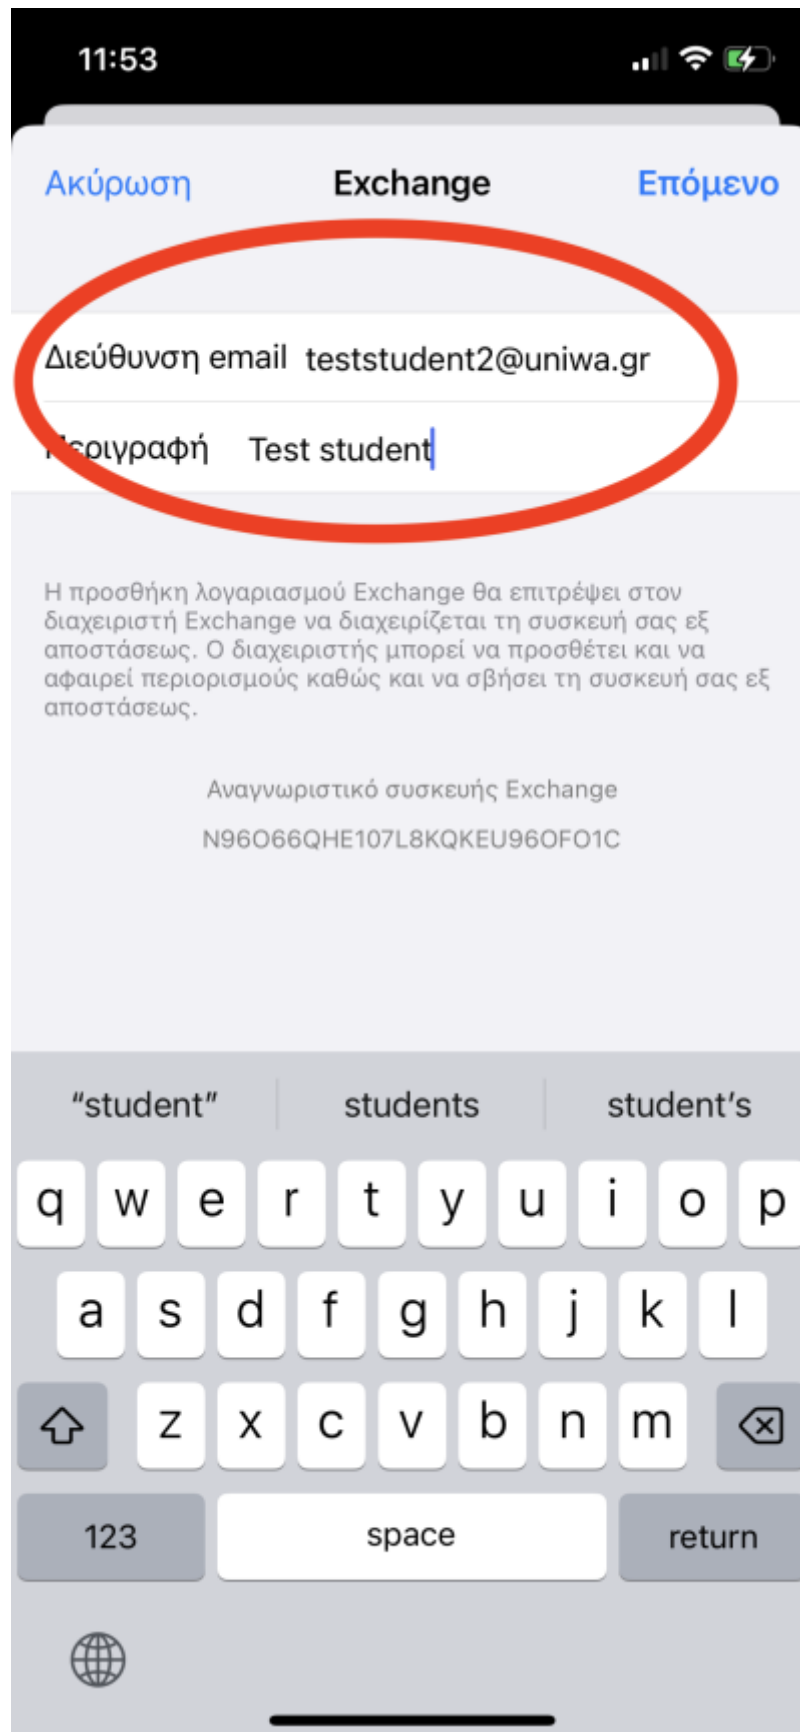 11:53
Ακύρωση Exchange Επόμενο
Διεύθυνση email teststudent2@uniwa.gr
Περιγραφή Test student
Η προσθήκη λογαριασμού Exchange θα επιτρέψει στον
διαχειριστή Exchange να διαχειρίζεται τη συσκευή σας εξ
αποστάσεως. Ο διαχειριστής μπορεί να προσθέτει και να
αφαιρεί περιορισμούς καθώς και να σβήσει τη συσκευή σας εξ
αποστάσεως.
Αναγνωριστικό συσκευής Exchange
N96O66QHE107L8KQKEU96OFO1C
“student” students student's
q w e r t y u i o p
a s d f g h j k l
z x c v b n m
123 space return